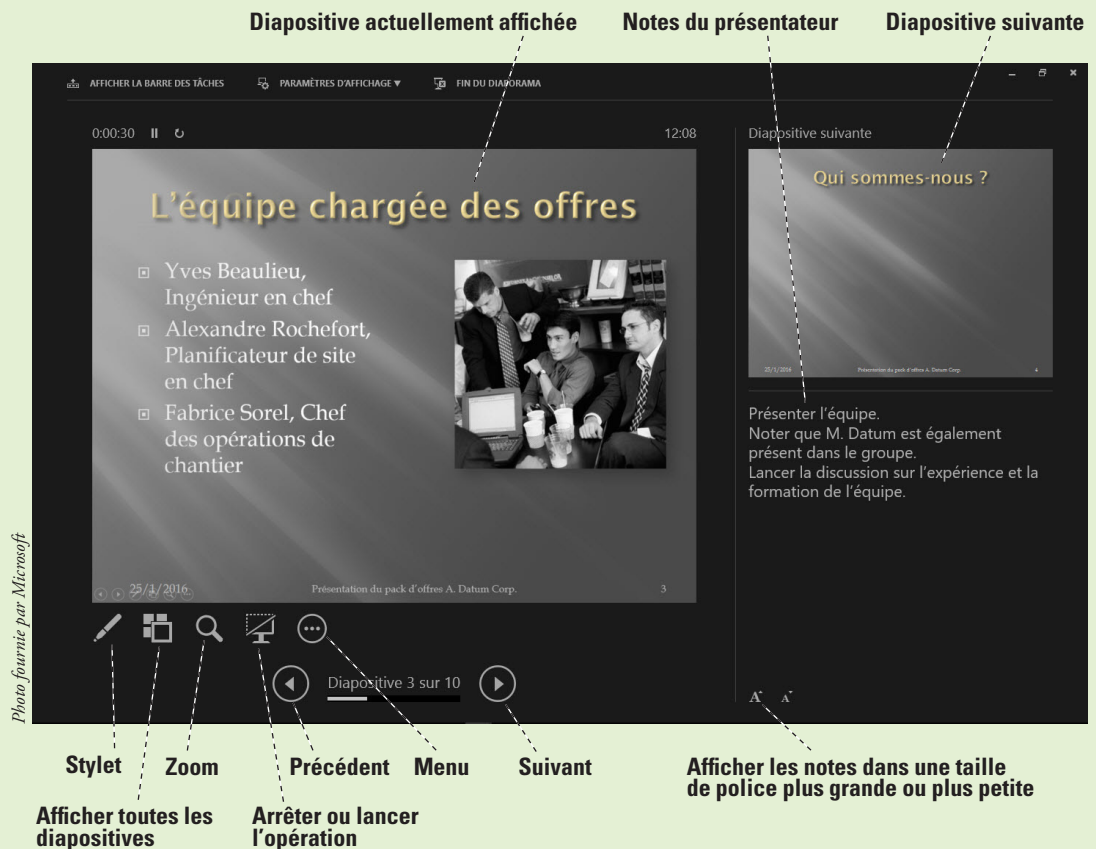 Diapositive actuellement affichée
Notes du présentateur
Diapositive suivante
AFFICHER LA BARRE DES TÂCHES
PARAMÈTRES D'AFFICHAGE ▼
FIN DU DIAPORAMA
0:00:30
12:08
Diapositive suivante
L'équipe chargée des offres
Yves Beaulieu,
Ingénieur en chef
Alexandre Rochefort,
Planificateur de site
en chef
Fabrice Sorel, Chef
des opérations de
chantier
25/1/2016
Présentation du pack d'offres A. Datum Corp.
3
Qui sommes-nous ?
25/1/2016
Présentation du pack d'offres A. Datum Corp.
4
Présenter l'équipe.
Noter que M. Datum est également
présent dans le groupe.
Lancer la discussion sur l'expérience et la
formation de l'équipe.
Diapositive 3 sur 10
A A
Photo fournie par Microsoft
Stylet
Zoom
Précédent
Menu
Suivant
Afficher les notes dans une taille
de police plus grande ou plus petite
Afficher toutes les
diapositives
Arrêter ou lancer
l'opération